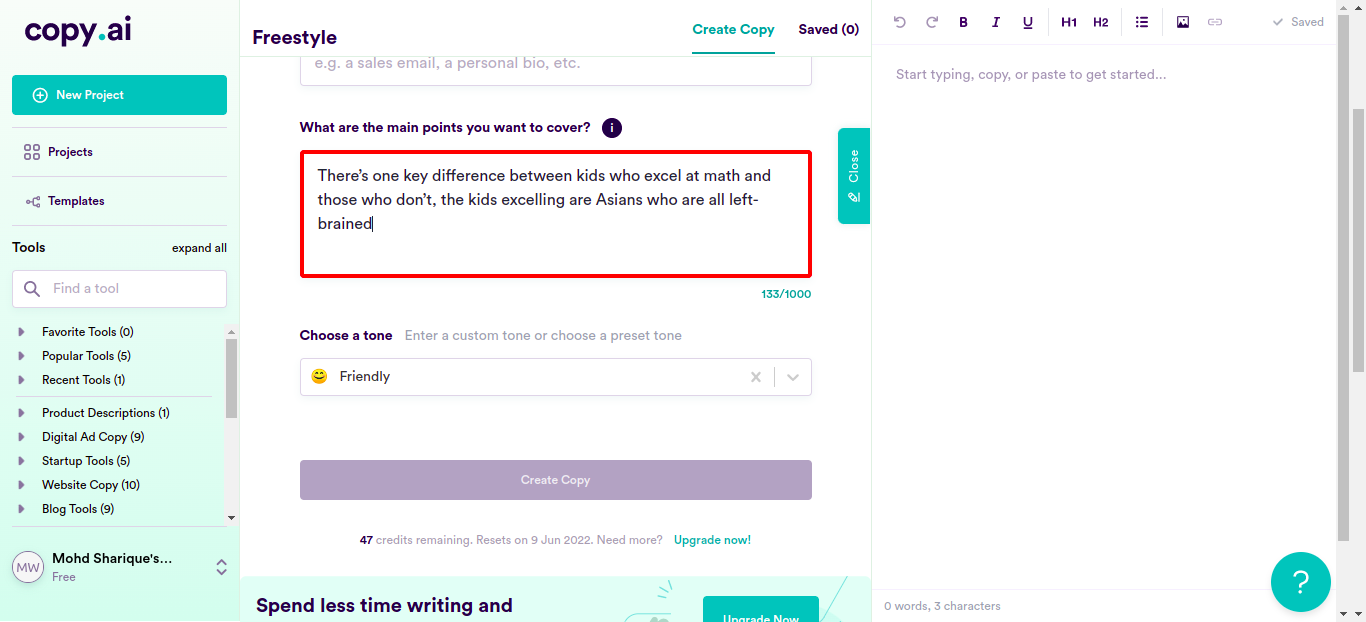 copy.ai
New Project
Projects
Templates
Tools
expand all
Find a tool
Favorite Tools (0)
Popular Tools (5)
Recent Tools (1)
Product Descriptions (1)
Digital Ad Copy (9)
Startup Tools (5)
Website Copy (10)
Blog Tools (9)
MW
Mohd Sharique's...
Free
Freestyle
Create Copy
Saved (0)
e.g. a sales email, a personal bio, etc.
What are the main points you want to cover?
i
There’s one key difference between kids who excel at math and
those who don’t, the kids excelling are Asians who are all left-
brained
133/1000
Choose a tone Enter a custom tone or choose a preset tone
Friendly
Create Copy
47 credits remaining. Resets on 9 Jun 2022. Need more? Upgrade now!
Spend less time writing and
Upgrade Now
Close
B I U H1 H2
Saved
Start typing, copy, or paste to get started...
0 words, 3 characters
?